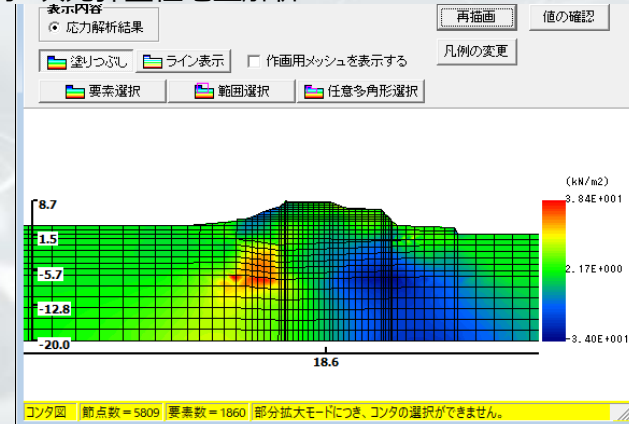 表示内容
応力解析結果
再描画
値の確認
塗りつぶし
ライン表示
作画用メッシュを表示する
凡例の変更
要素選択
範囲選択
任意多角形選択
(kN/m2)
3.84E+001
8.7
1.5
2.17E+000
-5.7
-12.8
-3.40E+001
-20.0
18.6
コンタ図 節点数=5809 要素数=1860 部分拡大モードにつき、コンタの選択ができません。